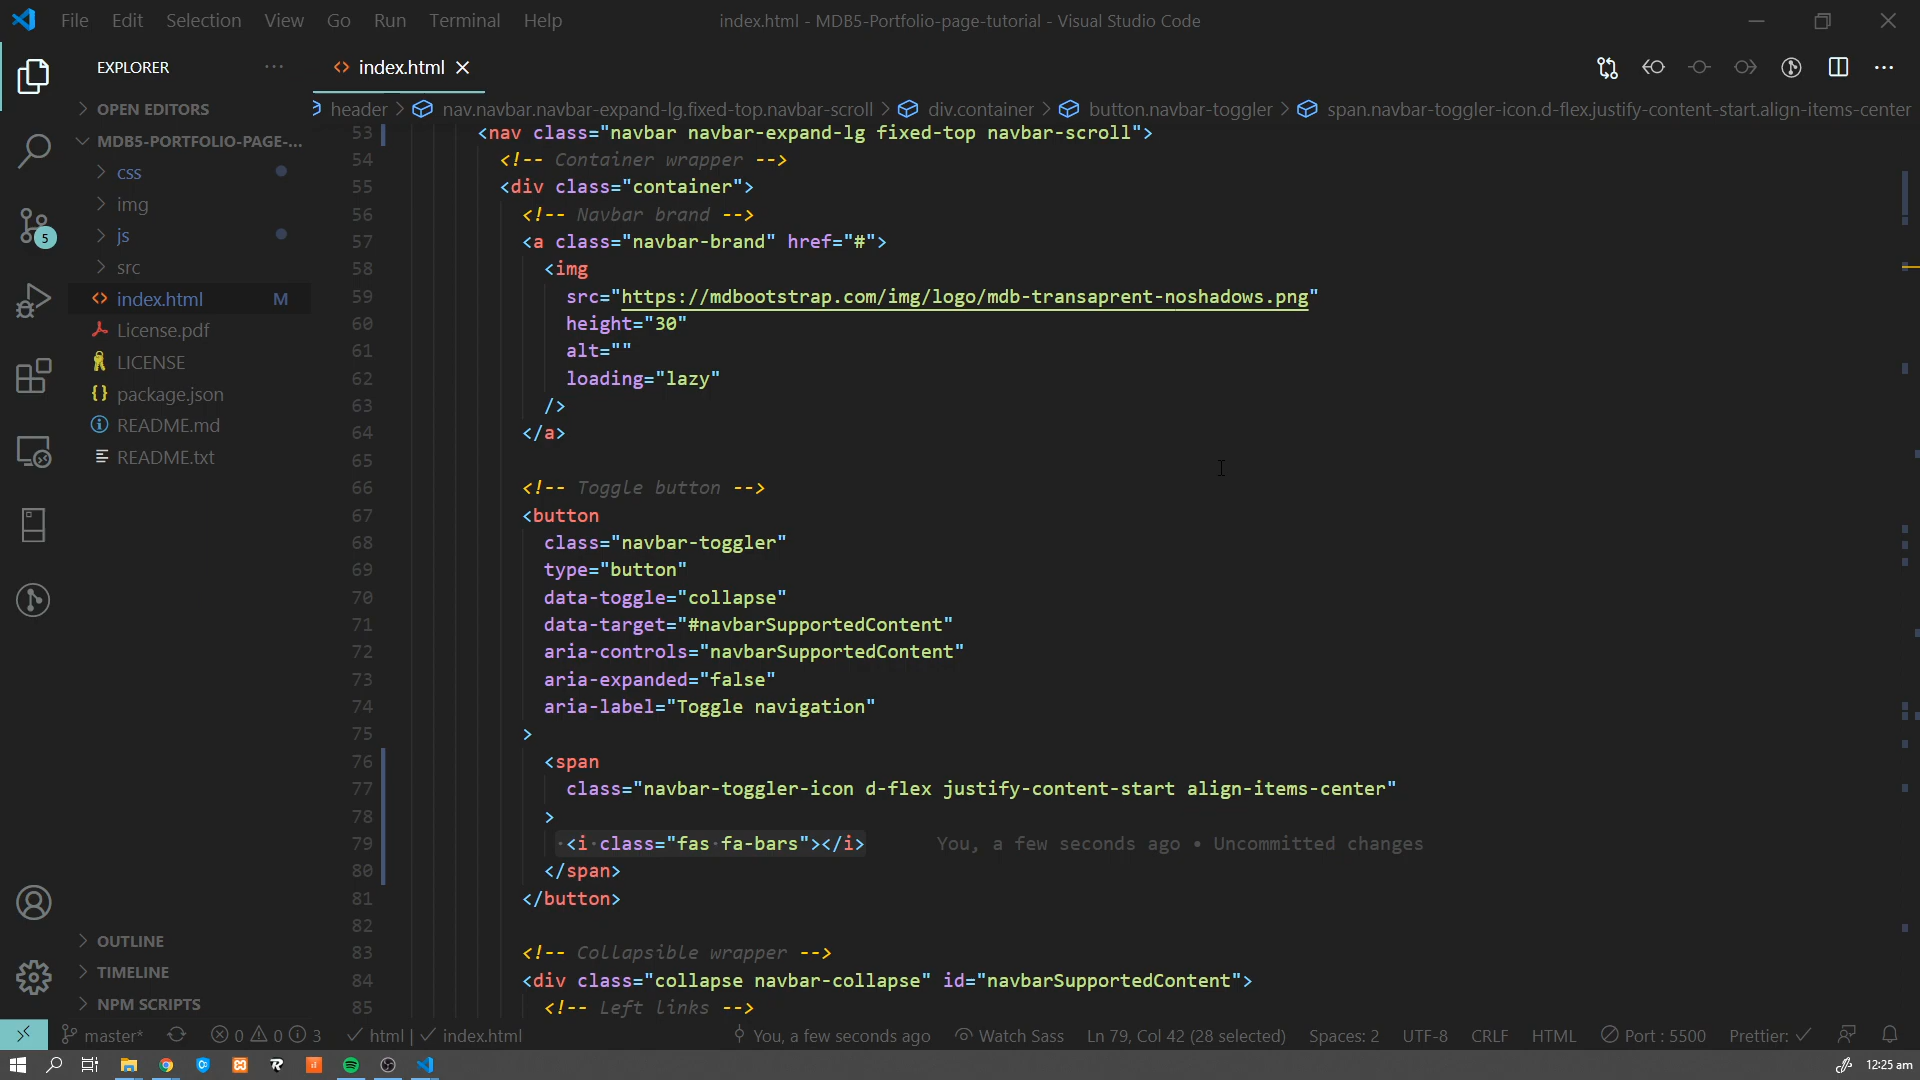 File Edit Selection View Go Run Terminal Help
index.html - MDB5-Portfolio-page-tutorial - Visual Studio Code
EXPLORER
index.html
OPEN EDITORS
header > nav.navbar.navbar-expand-lg.fixed-top.navbar-scroll > div.container > button.navbar-toggler > span.navbar-toggler-icon.d-flex.justify-content-start.align-items-center
MDB5-PORTFOLIO-PAGE-...
css
img
js
src
index.html M
License.pdf
LICENSE
package.json
README.md
README.txt
5
OUTLINE
TIMELINE
NPM SCRIPTS
53 <nav class="navbar navbar-expand-lg fixed-top navbar-scroll">
54 <!-- Container wrapper -->
55 <div class="container">
56 <!-- Navbar brand -->
57 <a class="navbar-brand" href="#">
58 <img
59 src="https://mdbootstrap.com/img/logo/mdb-transaprent-noshadows.png"
60 height="30"
61 alt=""
62 loading="lazy"
63 />
64 </a>
65
66 <!-- Toggle button -->
67 <button
68 class="navbar-toggler"
69 type="button"
70 data-toggle="collapse"
71 data-target="#navbarSupportedContent"
72 aria-controls="navbarSupportedContent"
73 aria-expanded="false"
74 aria-label="Toggle navigation"
75 >
76 <span
77 class="navbar-toggler-icon d-flex justify-content-start align-items-center"
78 >
79 <i class="fas fa-bars"></i> You, a few seconds ago • Uncommitted changes
80 </span>
81 </button>
82
83 <!-- Collapsible wrapper -->
84 <div class="collapse navbar-collapse" id="navbarSupportedContent">
85 <!-- Left links -->
master* 0 0 3 html | index.html You, a few seconds ago Watch Sass Ln 79, Col 42 (28 selected) Spaces: 2 UTF-8 CRLF HTML Port : 5500 Prettier:
12:25 am